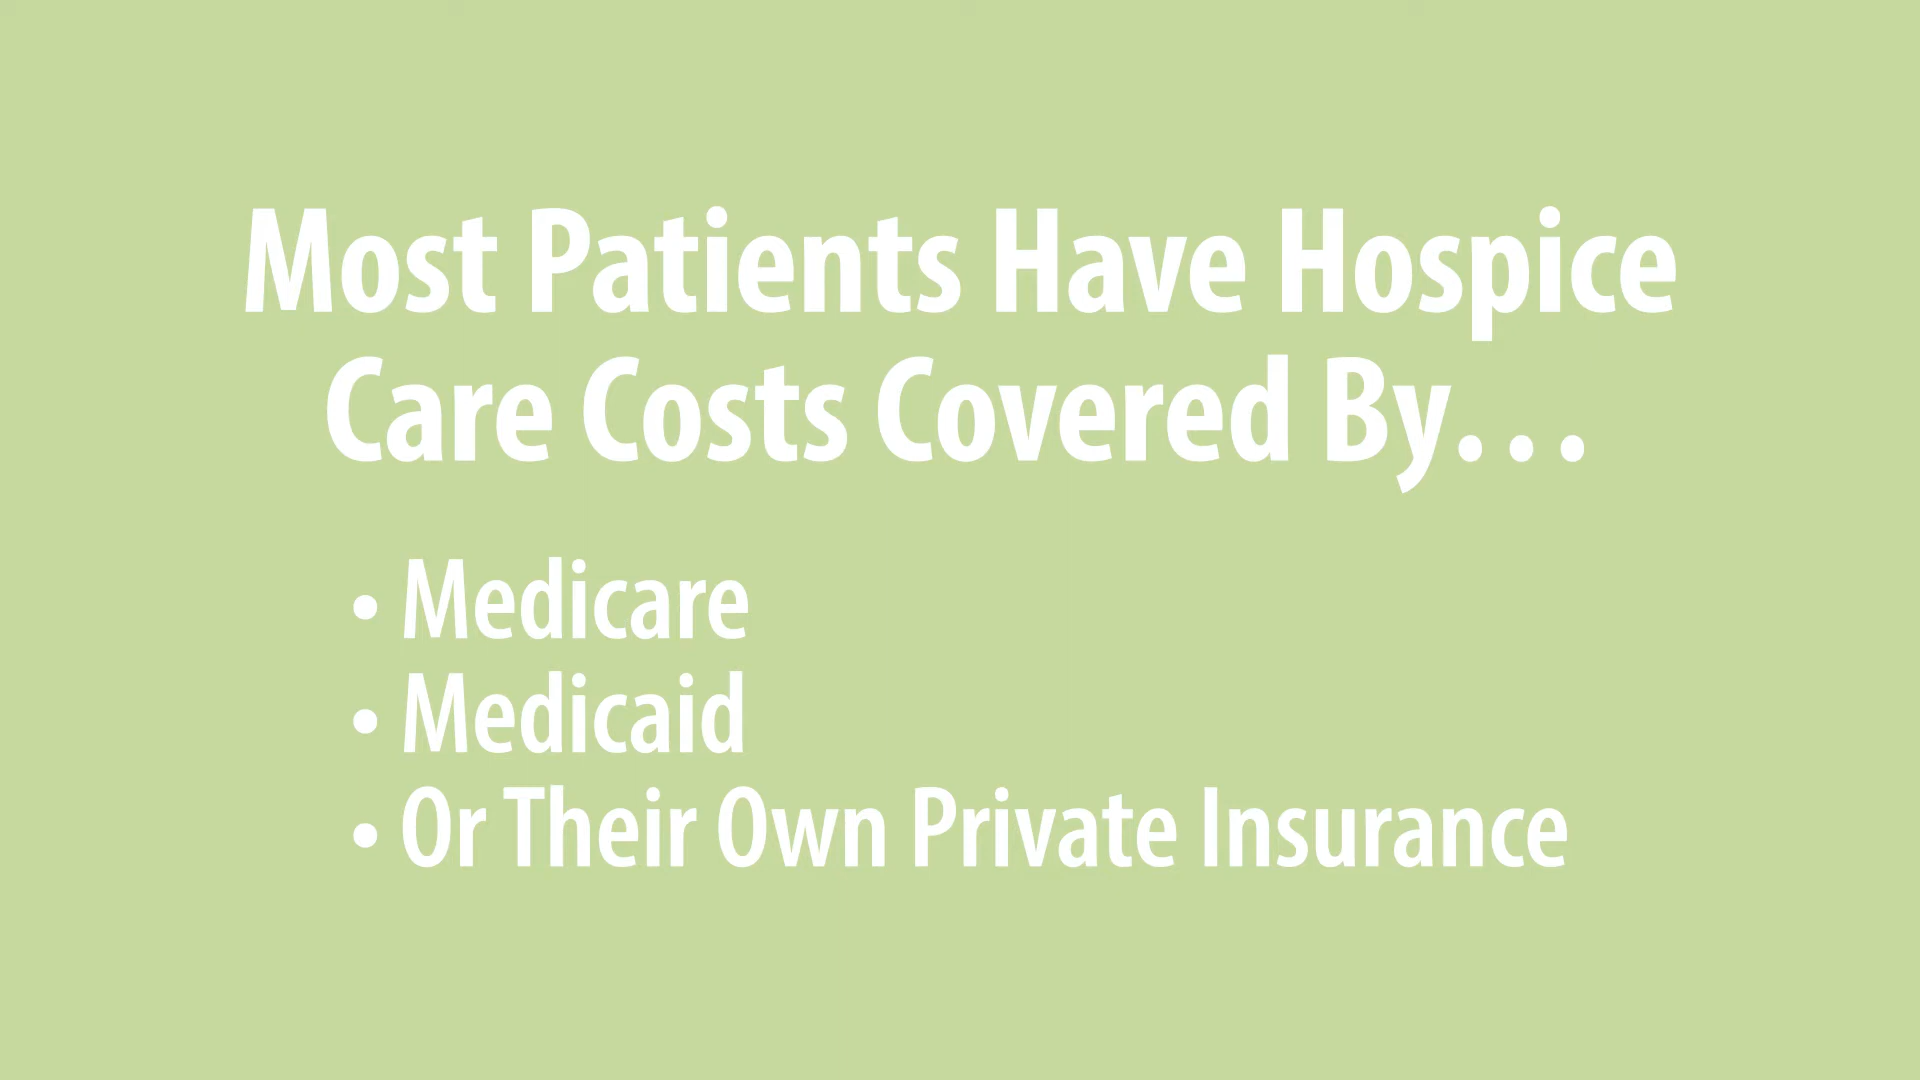 Most Patients Have Hospice
Care Costs Covered By…
• Medicare
• Medicaid
• Or Their Own Private Insurance